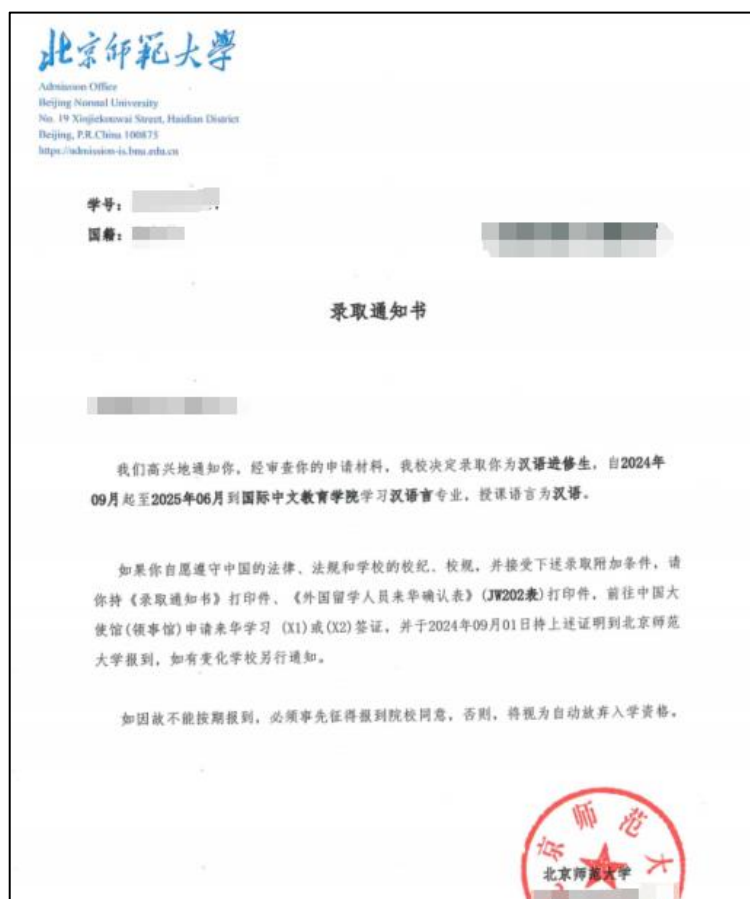 北京师范大学
Admission Office
Beijing Normal University
No. 19 Xinjiekouwai Street, Haidian District
Beijing, P.R.China 100875
https://admission-is.bnu.edu.cn
学号：
国籍：
录取通知书
我们高兴地通知你，经审查你的申请材料，我校决定录取你为汉语进修生，自2024年
09月起至2025年06月到国际中文教育学院学习汉语言专业，授课语言为汉语。
如果你自愿遵守中国的法律、法规和学校的校纪、校规，并接受下述录取附加条件，请
你持《录取通知书》打印件、《外国留学人员来华确认表》(JW202表)打印件，前往中国大
使馆(领事馆)申请来华学习 (X1)或(X2)签证，并于2024年09月01日持上述证明到北京师范
大学报到，如有变化学校另行通知。
如因故不能按期报到，必须事先征得报到院校同意，否则，将视为自动放弃入学资格。
京师范大
北京师范大学